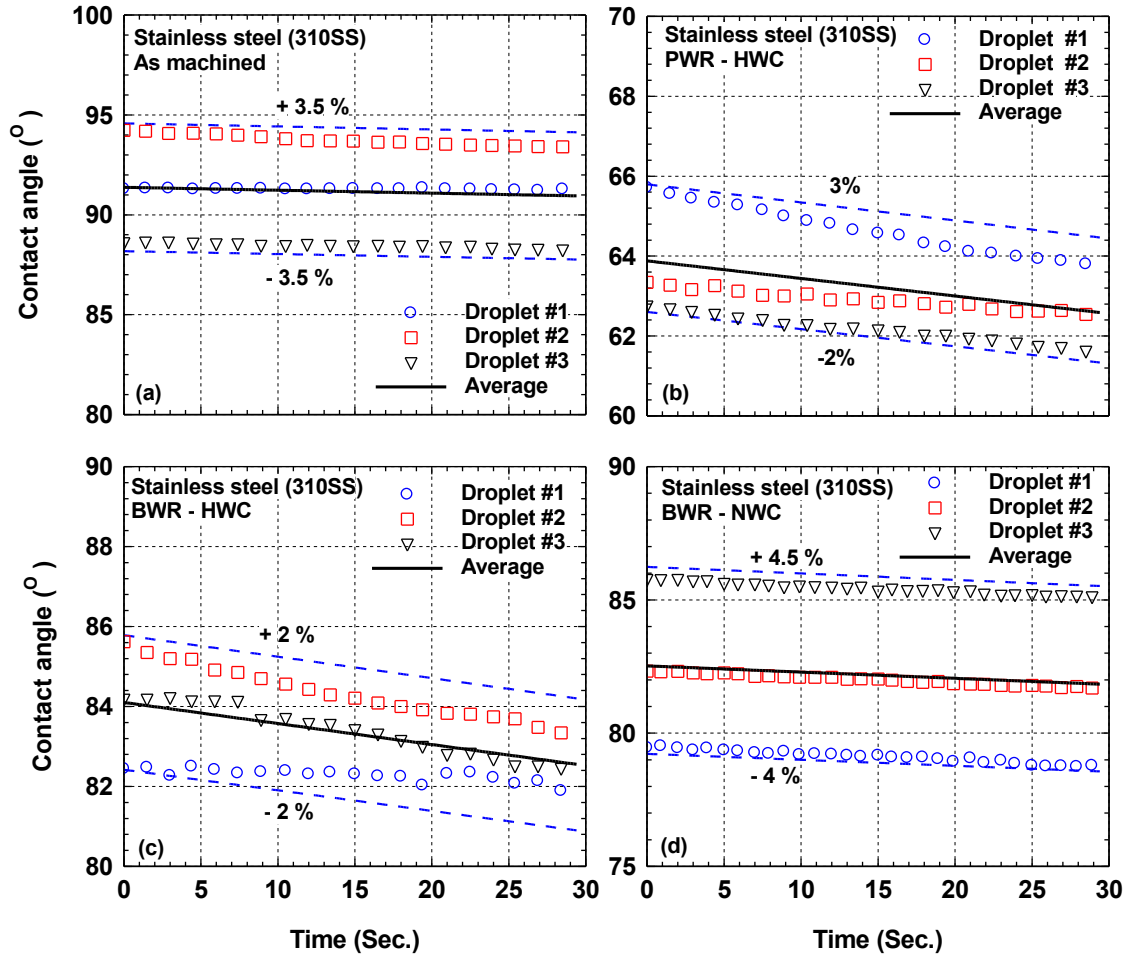 100
95
90
85
80
Contact angle (°)
Stainless steel (310SS)
As machined
+ 3.5 %
- 3.5 %
Droplet #1
Droplet #2
Droplet #3
Average
(a)
70
68
66
64
62
60
Stainless steel (310SS)
PWR - HWC
Droplet #1
Droplet #2
Droplet #3
Average
3%
-2%
(b)
90
88
86
84
82
80
Contact angle (°)
Stainless steel (310SS)
BWR - HWC
Droplet #1
Droplet #2
Droplet #3
Average
+ 2 %
- 2 %
(c)
0 5 10 15 20 25 30
Time (Sec.)
90
85
80
75
Stainless steel (310SS)
BWR - NWC
Droplet #1
Droplet #2
Droplet #3
Average
+ 4.5 %
- 4 %
(d)
0 5 10 15 20 25 30
Time (Sec.)